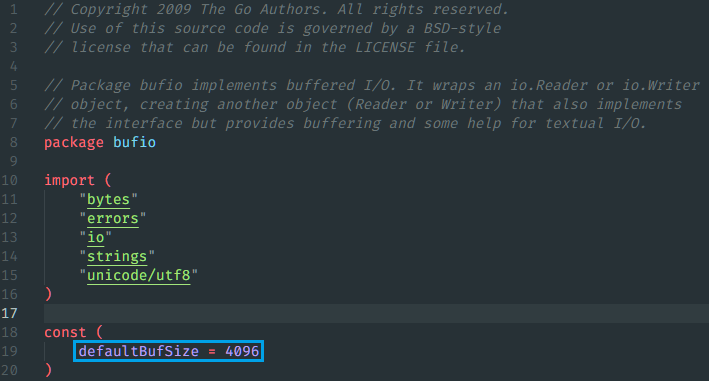 1 // Copyright 2009 The Go Authors. All rights reserved.
2 // Use of this source code is governed by a BSD-style
3 // license that can be found in the LICENSE file.
4
5 // Package bufio implements buffered I/O. It wraps an io.Reader or io.Writer
6 // object, creating another object (Reader or Writer) that also implements
7 // the interface but provides buffering and some help for textual I/O.
8 package bufio
9
10 import (
11 "bytes"
12 "errors"
13 "io"
14 "strings"
15 "unicode/utf8"
16 )
17
18 const (
19 defaultBufSize = 4096
20 )